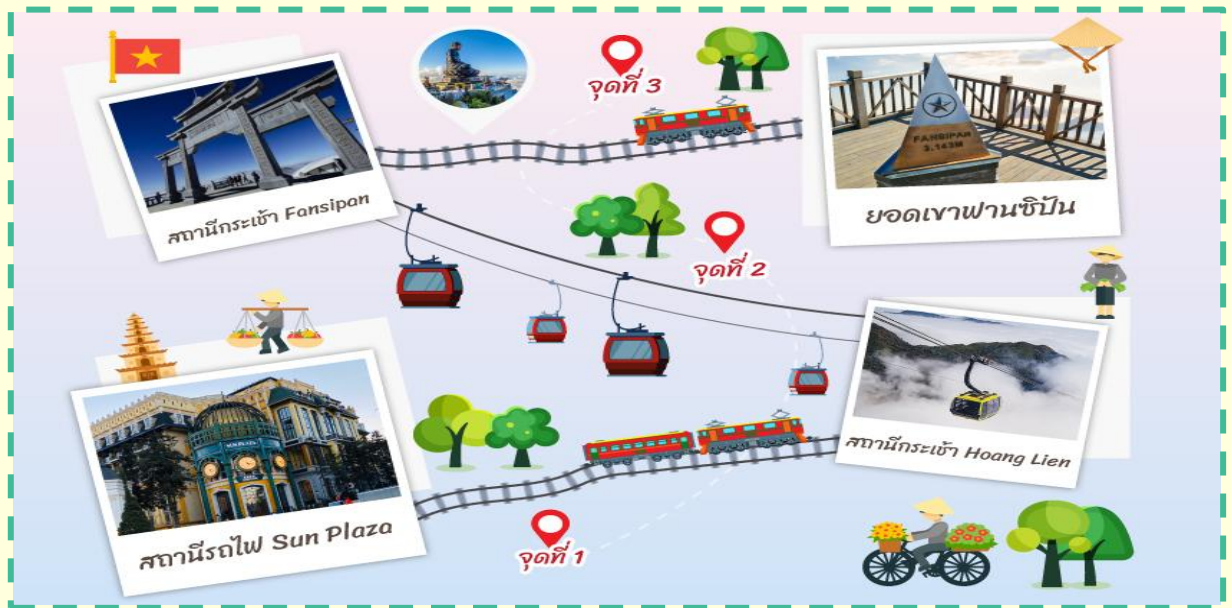 จุดที่ 3
สถานีกระเช้า Fansipan
FANSIPAN
3.143M
ยอดเขาฟานซิปัน
จุดที่ 2
สถานีกระเช้า Hoang Lien
สถานีรถไฟ Sun Plaza
จุดที่ 1